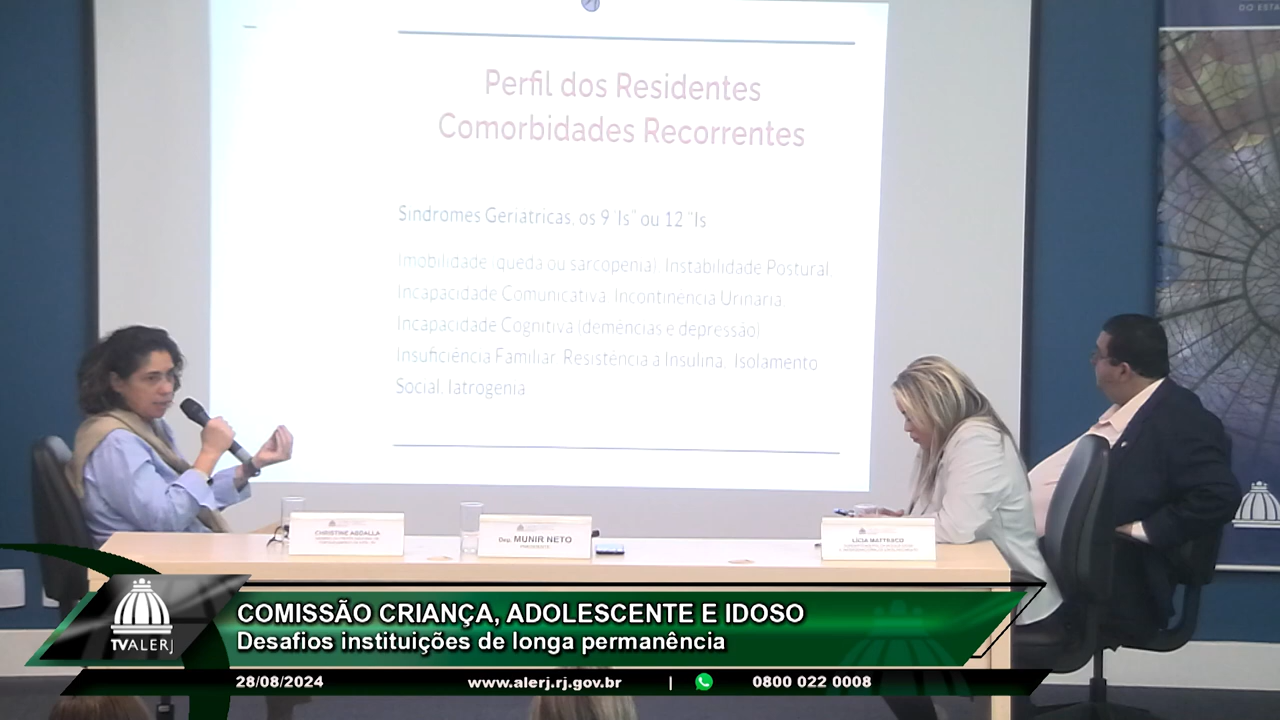 DO ESTA
Perfil dos Residentes
Comorbidades Recorrentes
Síndromes Geriátricas, os 9 "Is" ou 12 "Is
Imobilidade (queda ou sarcopenia). Instabilidade Postural.
Incapacidade Comunicativa. Incontinência Urinária.
Incapacidade Cognitiva (demências e depressão)
Insuficiência Familiar. Resistência a Insulina. Isolamento
Social. Iatrogenia
CHRISTINE ABDALLA
Dep. MUNIR NETO
PRESIDENTE
LÍCIA MATTESCO
TVALERJ
COMISSÃO CRIANÇA, ADOLESCENTE E IDOSO
Desafios instituições de longa permanência
28/08/2024 www.alerj.rj.gov.br | 0800 022 0008